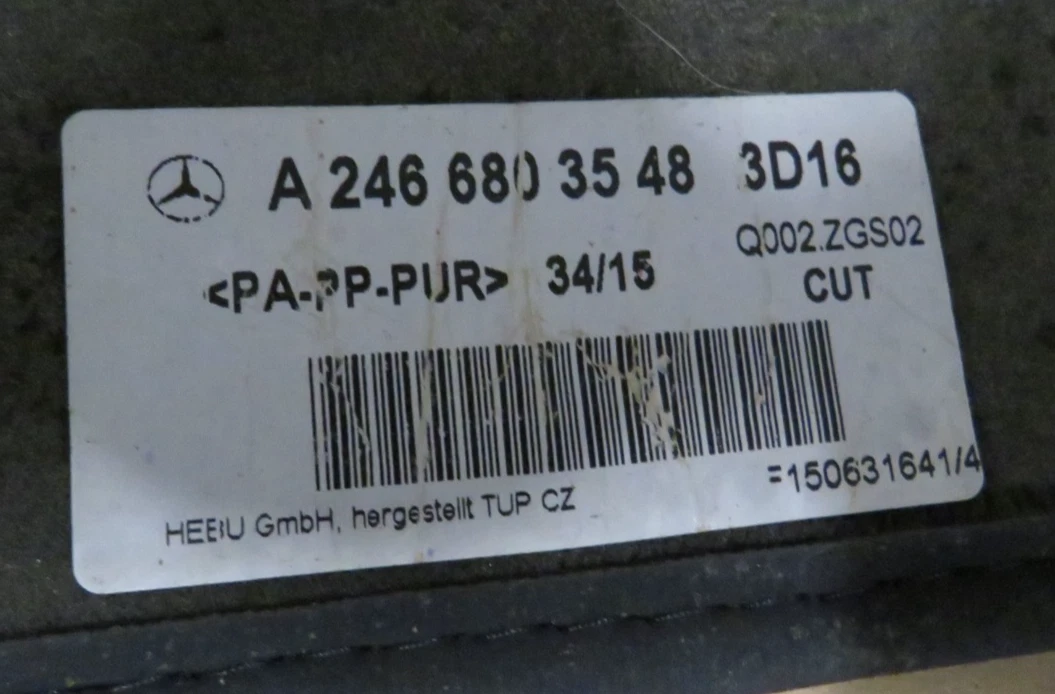 A 246 680 35 48 3D16
Q002.ZGS02
<PA-PP-PUR> 34/15
CUT
=150631641/4
HEBU GmbH, hergestellt TUP CZ